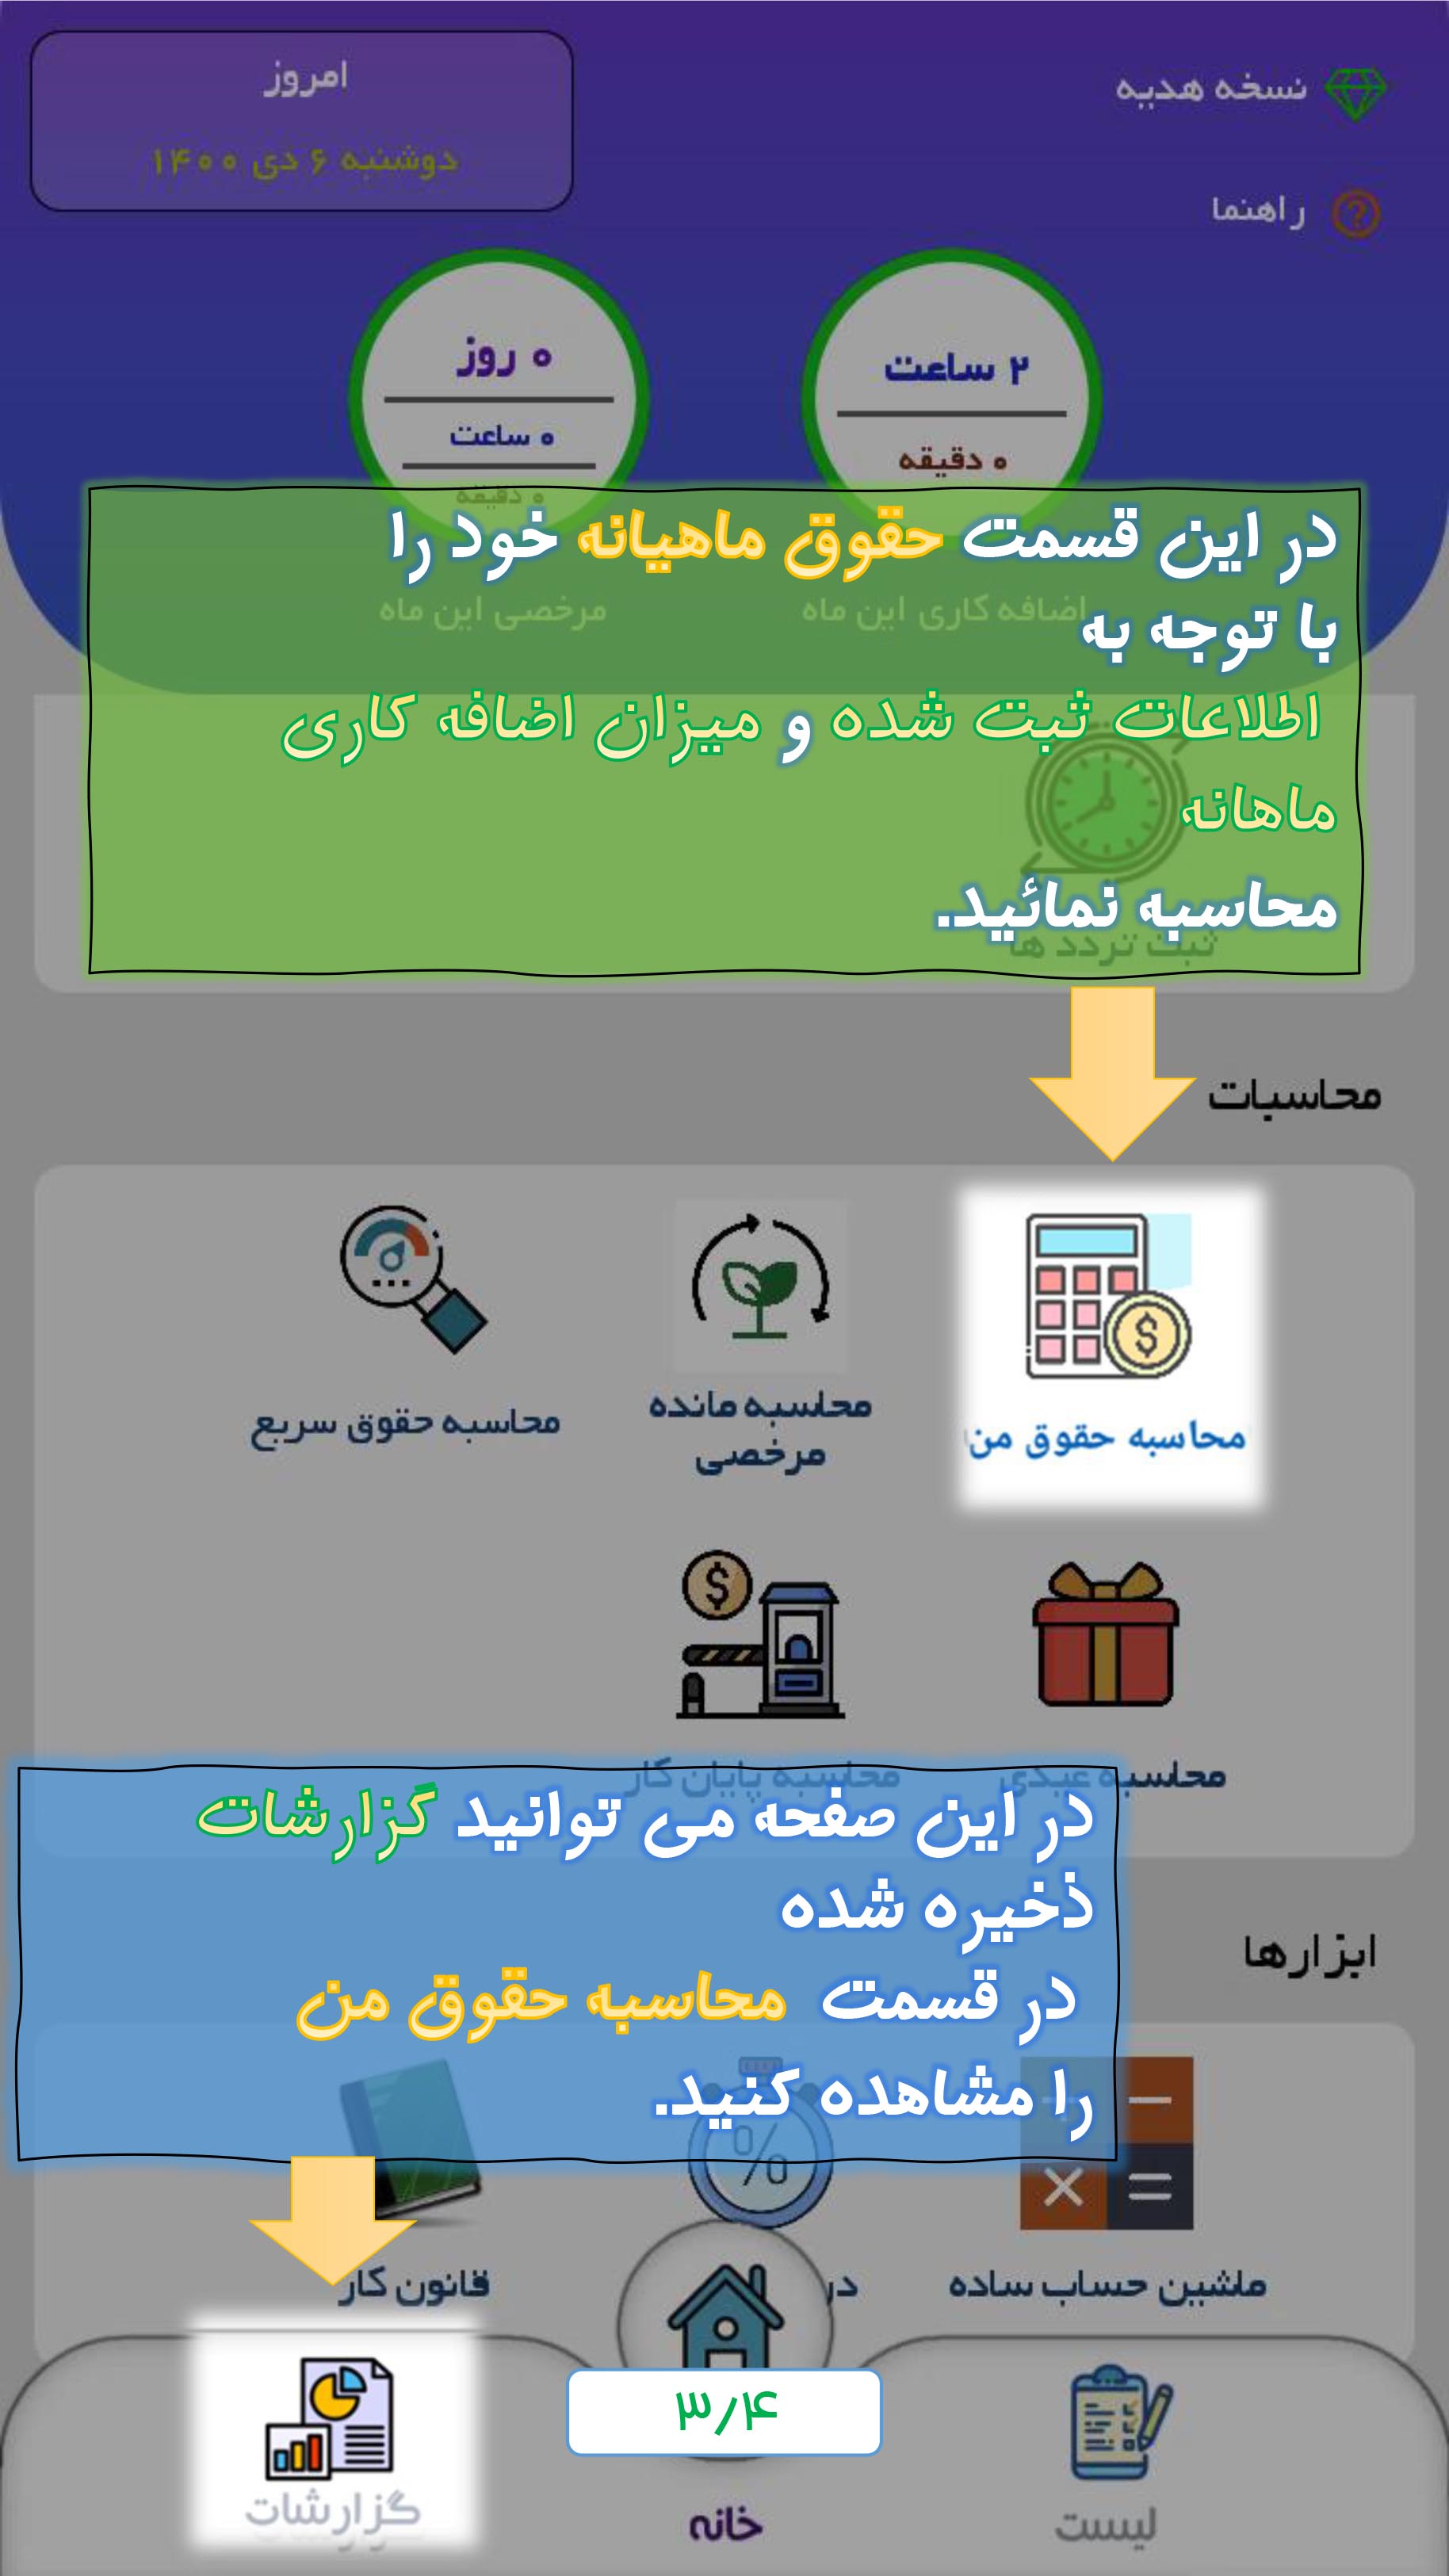 نسخه هدیه
امروز
دوشنبه ۶ دی ۱۴۰۰
راهنما
۲ ساعت
۰ دقیقه
۰ روز
۰ ساعت
۰ دقیقه
در این قسمت حقوق ماهیانه خود را
اضافه کاری این ماه
مرخصی این ماه
با توجه به
اطلاعات ثبت شده و میزان اضافه کاری
ماهانه
محاسبه نمائید.
ثبت تردد ها
محاسبات
محاسبه حقوق من
محاسبه مانده
مرخصی
محاسبه حقوق سریع
محاسبه عیدی
محاسبه پایان کار
در این صفحه می توانید گزارشات
ذخیره شده
در قسمت محاسبه حقوق من
را مشاهده کنید.
ابزارها
ماشین حساب ساده
قانون کار
۳/۴
لیست
خانه
گزارشات